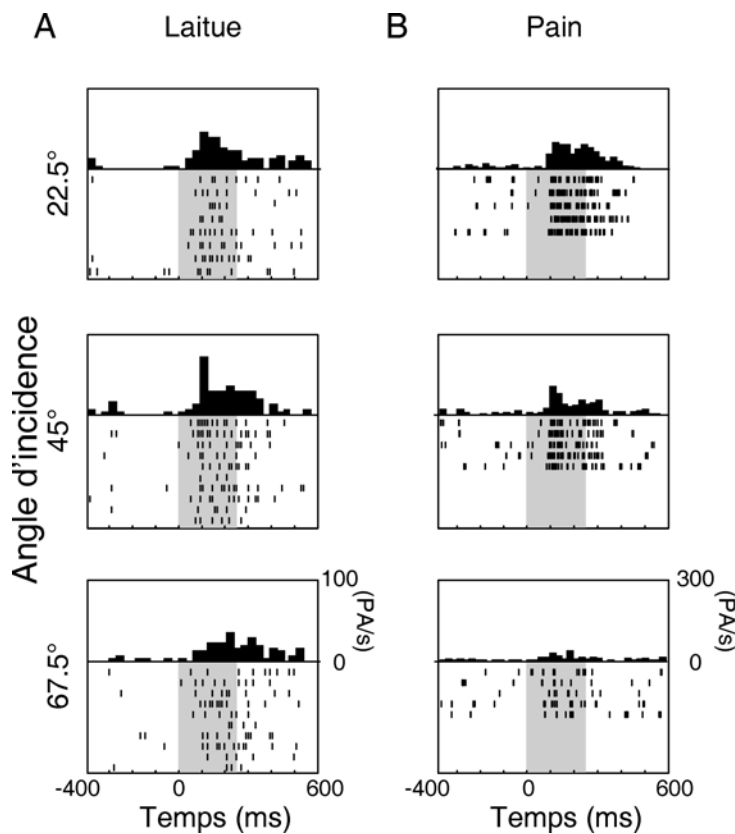 A Laitue
B Pain
Angle d'incidence
22.5°
45°
67.5°
100
(PA/s)
0
300
(PA/s)
0
-400 0 600
Temps (ms)
-400 0 600
Temps (ms)